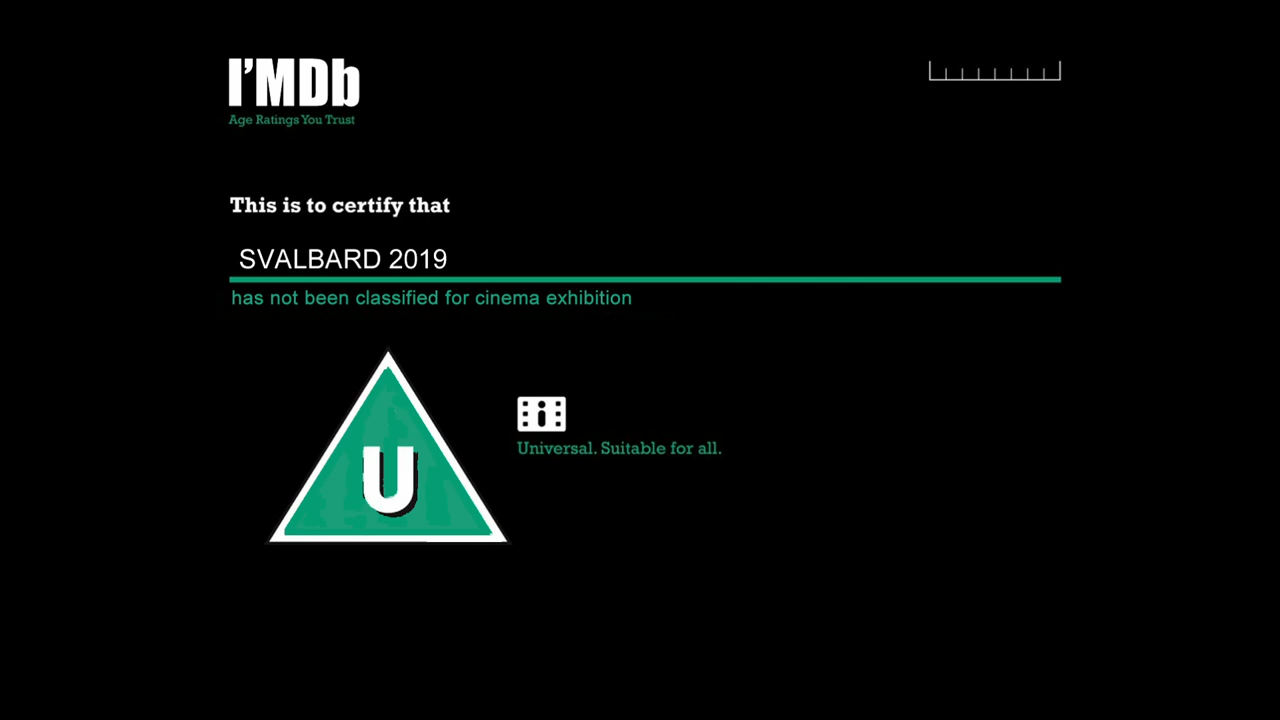 I'MDb
Age Ratings You Trust
This is to certify that
SVALBARD 2019
has not been classified for cinema exhibition
U
i
Universal. Suitable for all.